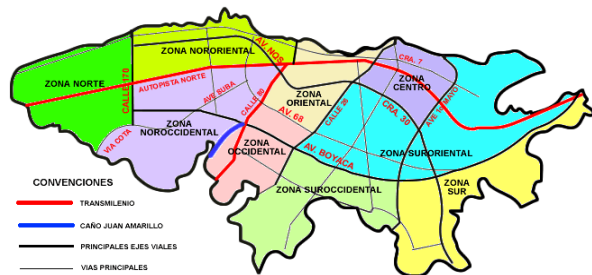 ZONA NORTE
CALLE 170
AUTOPISTA NORTE
ZONA NORORIENTAL
AV. NQS
AVE SUBA
CALLE 80
ZONA
NOROCCIDENTAL
VIA COTA
ZONA
OCCIDENTAL
ZONA
ORIENTAL
AV. 68
CALLE 26
CRA. 7
ZONA
CENTRO
CRA. 30
AV. BOYACA
ZONA SURORIENTAL
ZONA SUROCCIDENTAL
ZONA
SUR
CONVENCIONES
TRANSMILENIO
CAÑO JUAN AMARILLO
PRINCIPALES EJES VIALES
VIAS PRINCIPALES